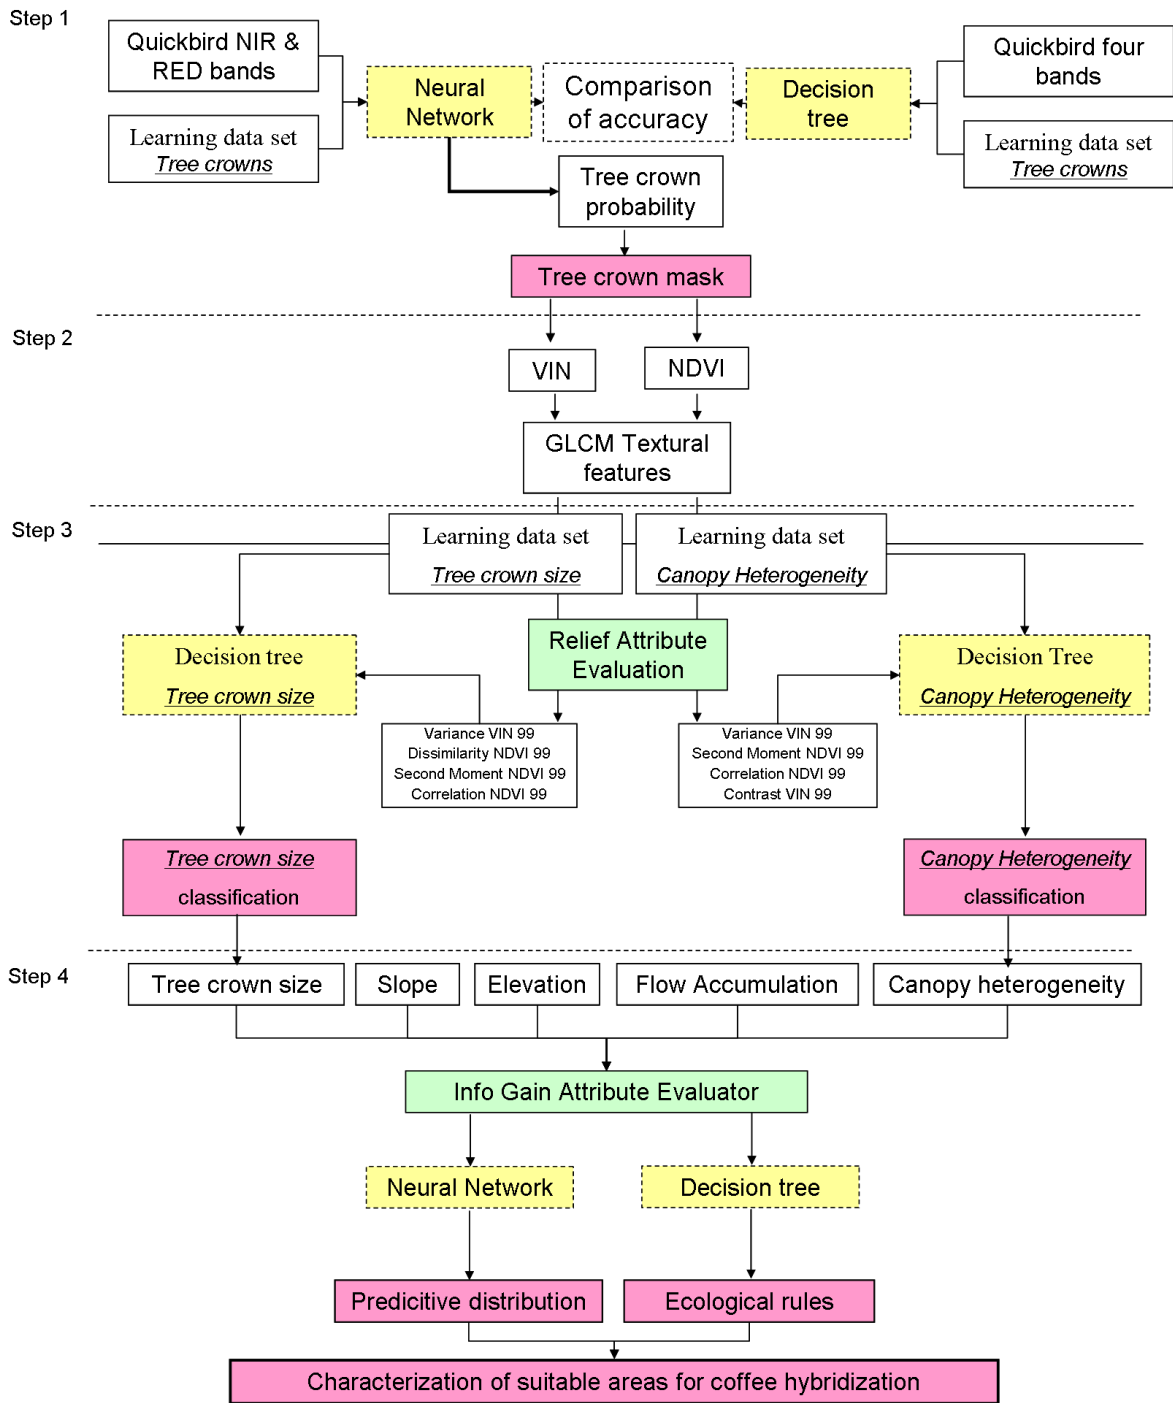 Step 1
Quickbird NIR &
RED bands
Learning data set
Tree crowns
Neural
Network
Comparison
of accuracy
Decision
tree
Quickbird four
bands
Learning data set
Tree crowns
Tree crown
probability
Tree crown mask
Step 2
VIN
NDVI
GLCM Textural
features
Step 3
Learning data set
Tree crown size
Learning data set
Canopy Heterogeneity
Decision tree
Tree crown size
Relief Attribute
Evaluation
Decision Tree
Canopy Heterogeneity
Variance VIN 99
Dissimilarity NDVI 99
Second Moment NDVI 99
Correlation NDVI 99
Variance VIN 99
Second Moment NDVI 99
Correlation NDVI 99
Contrast VIN 99
Tree crown size
classification
Canopy Heterogeneity
classification
Step 4
Tree crown size
Slope
Elevation
Flow Accumulation
Canopy heterogeneity
Info Gain Attribute Evaluator
Neural Network
Decision tree
Predicitive distribution
Ecological rules
Characterization of suitable areas for coffee hybridization